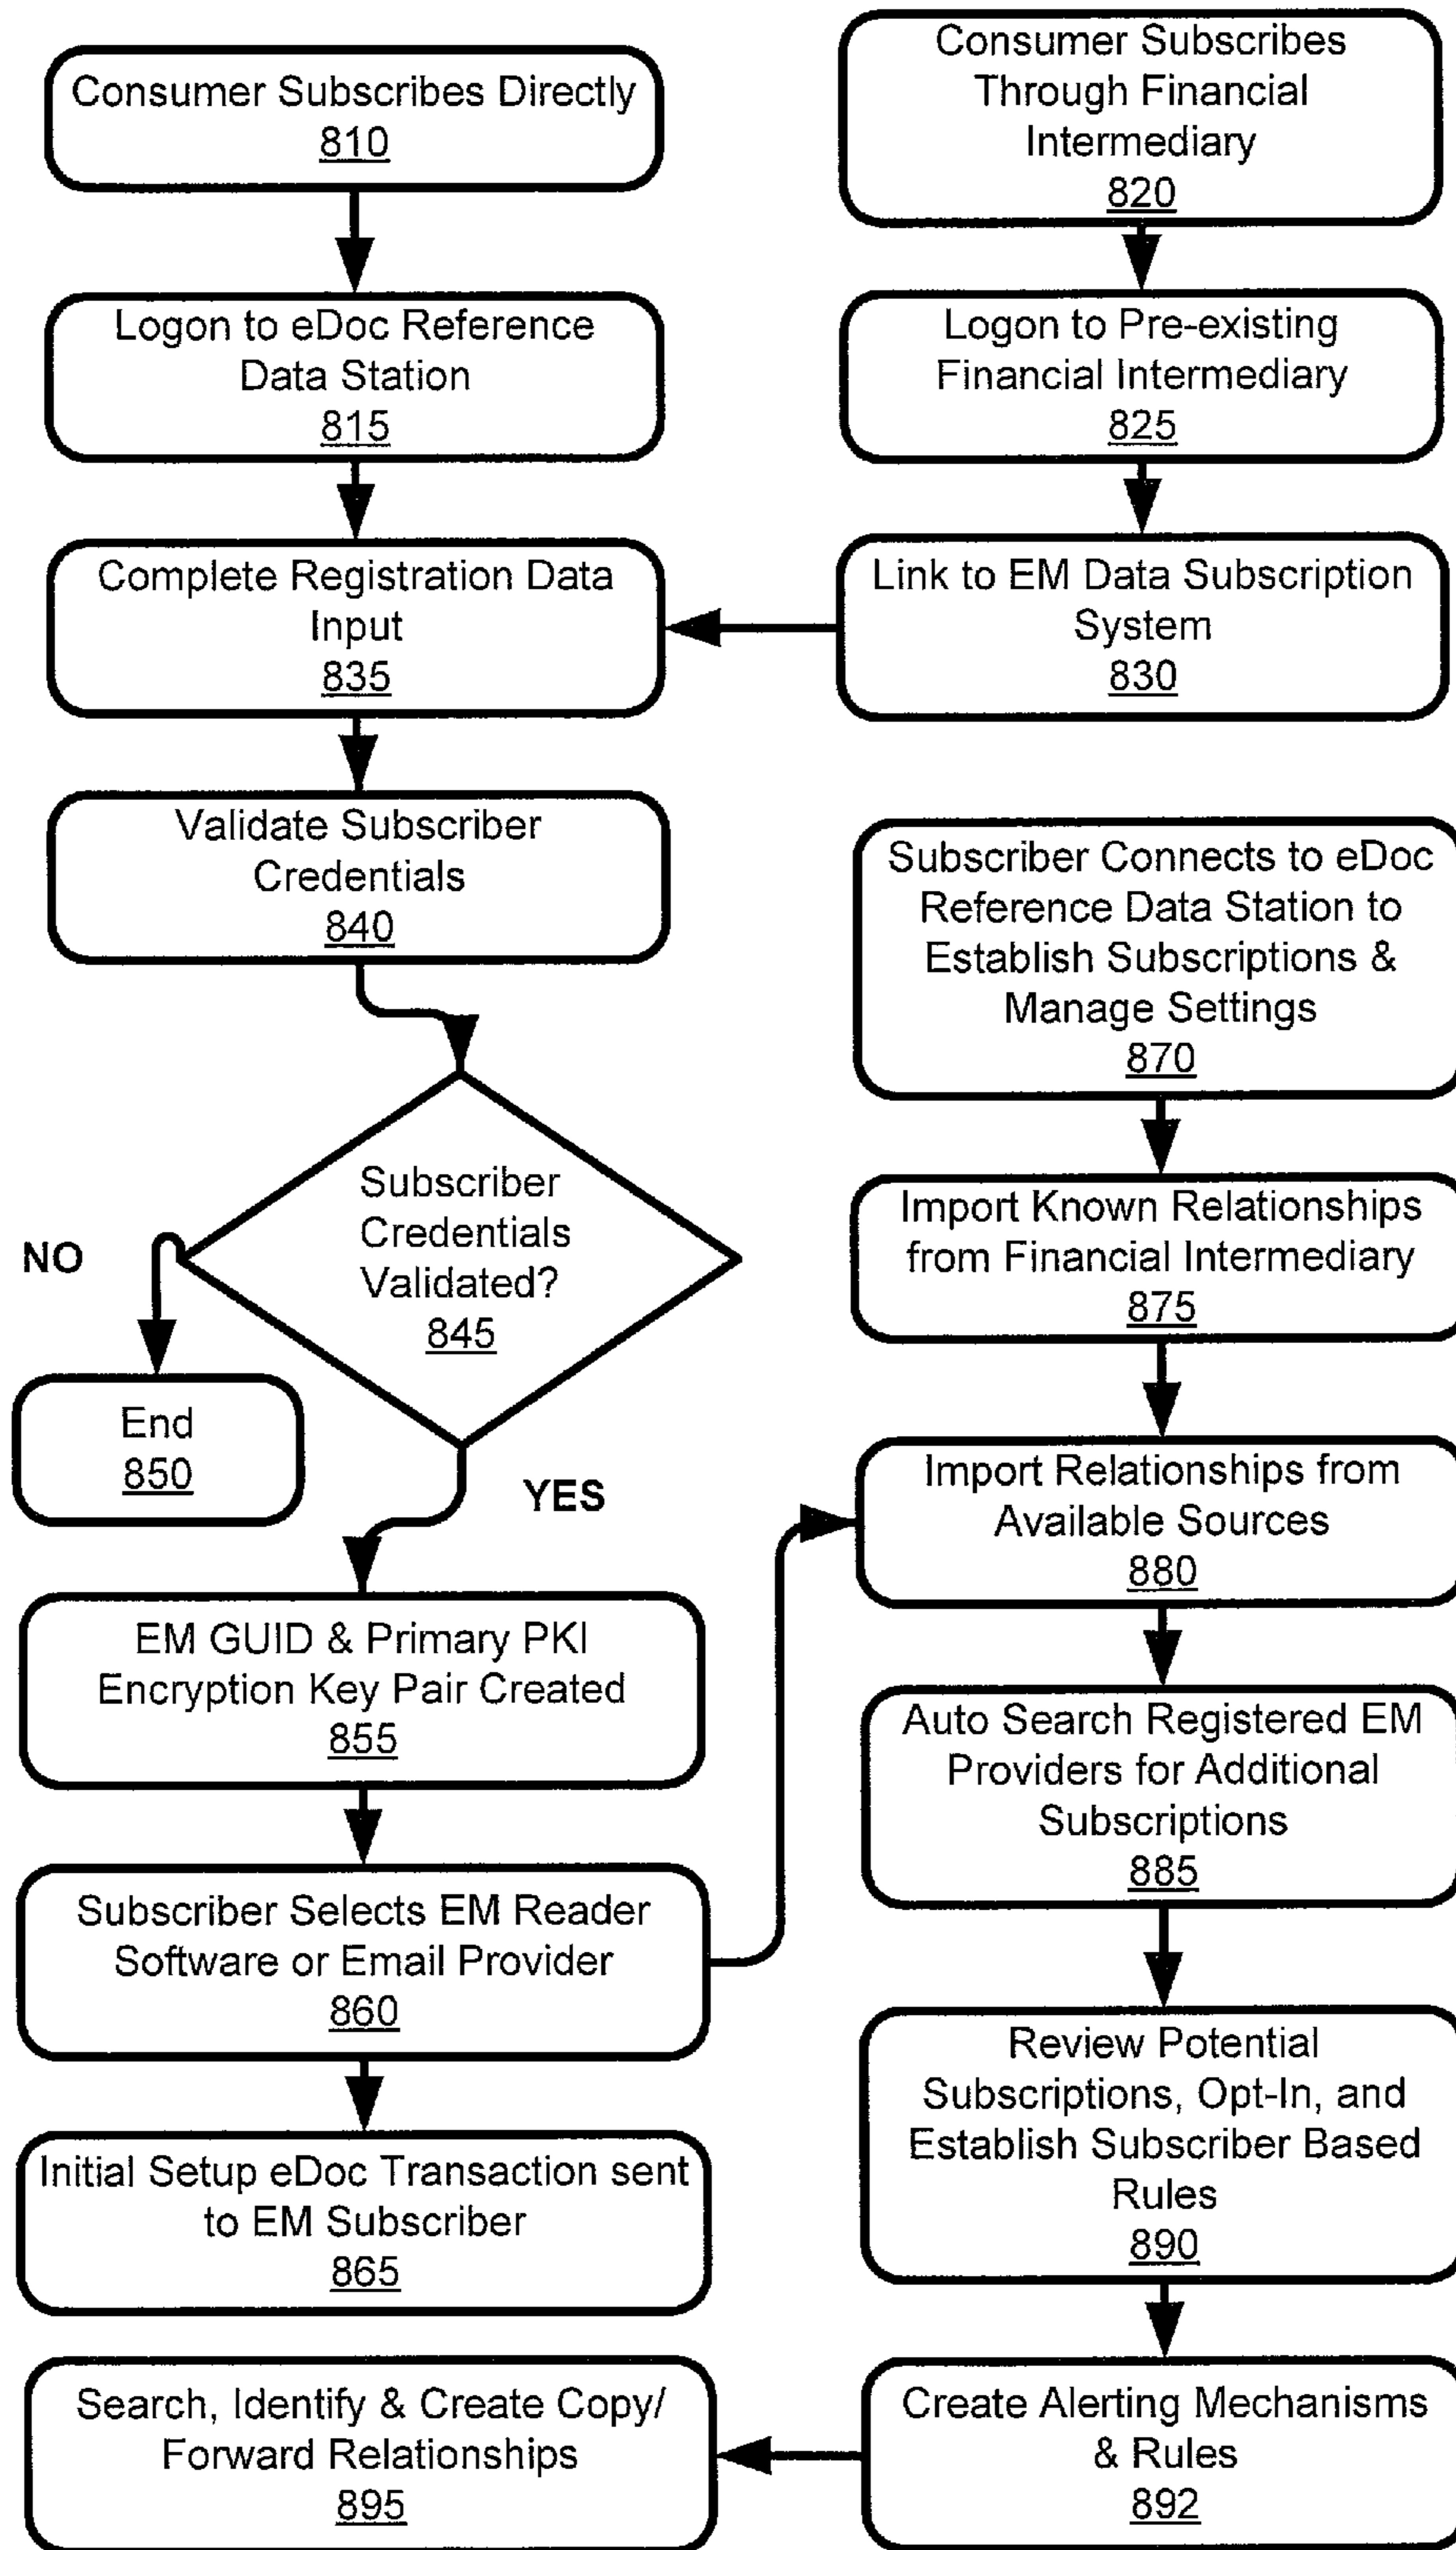 Consumer Subscribes Directly
810
Consumer Subscribes
Through Financial
Intermediary
820
Logon to eDoc Reference
Data Station
815
Logon to Pre-existing
Financial Intermediary
825
Complete Registration Data
Input
835
Link to EM Data Subscription
System
830
Validate Subscriber
Credentials
840
Subscriber Connects to eDoc
Reference Data Station to
Establish Subscriptions &
Manage Settings
870
Subscriber
Credentials
Validated?
845
NO
Import Known Relationships
from Financial Intermediary
875
End
850
YES
Import Relationships from
Available Sources
880
EM GUID & Primary PKI
Encryption Key Pair Created
855
Auto Search Registered EM
Providers for Additional
Subscriptions
885
Subscriber Selects EM Reader
Software or Email Provider
860
Review Potential
Subscriptions, Opt-In, and
Establish Subscriber Based
Rules
890
Initial Setup eDoc Transaction sent
to EM Subscriber
865
Create Alerting Mechanisms
& Rules
892
Search, Identify & Create Copy/
Forward Relationships
895